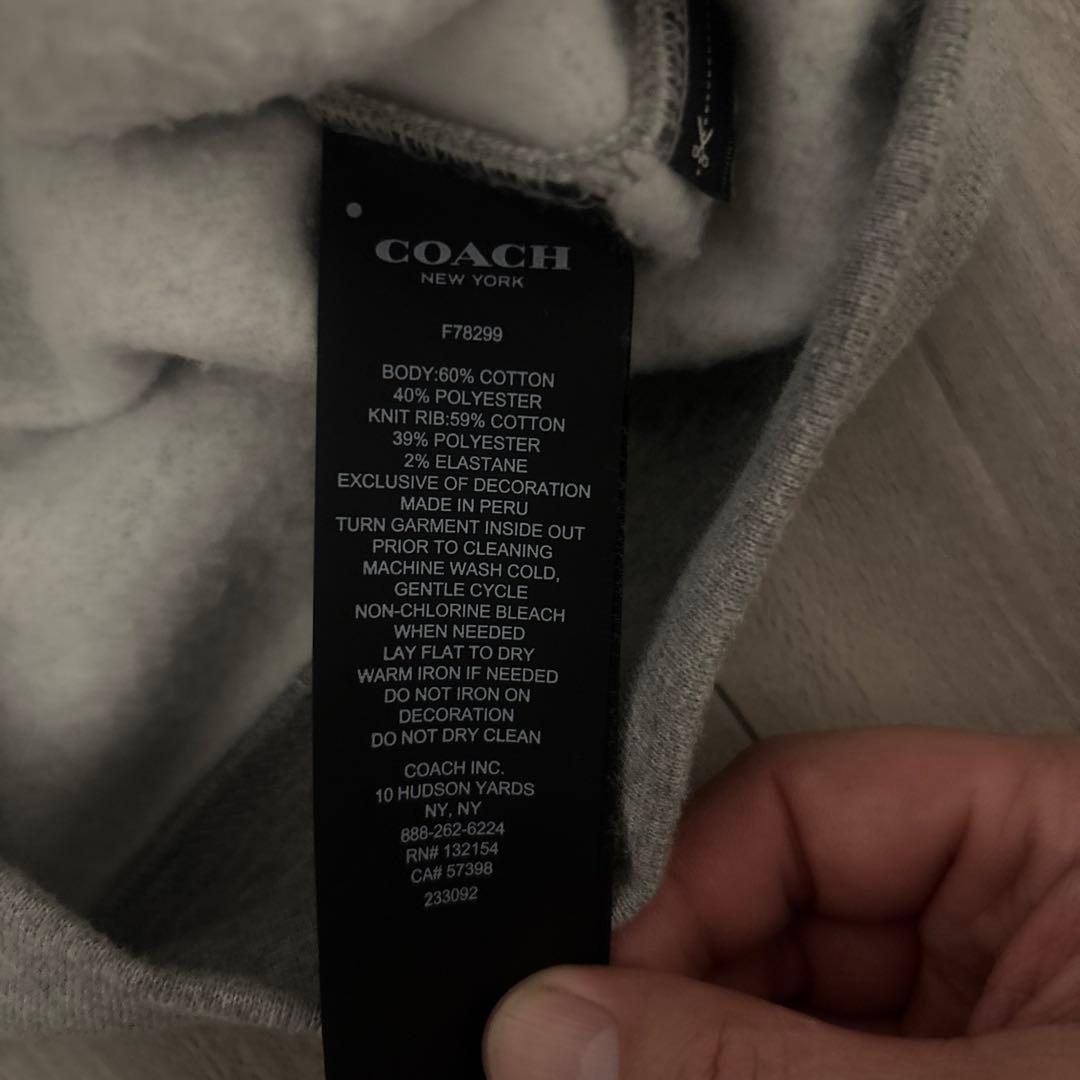 COACH
NEW YORK
F78299
BODY:60% COTTON
40% POLYESTER
KNIT RIB:59% COTTON
39% POLYESTER
2% ELASTANE
EXCLUSIVE OF DECORATION
MADE IN PERU
TURN GARMENT INSIDE OUT
PRIOR TO CLEANING
MACHINE WASH COLD,
GENTLE CYCLE
NON-CHLORINE BLEACH
WHEN NEEDED
LAY FLAT TO DRY
WARM IRON IF NEEDED
DO NOT IRON ON
DECORATION
DO NOT DRY CLEAN
COACH INC.
10 HUDSON YARDS
NY, NY
888-262-6224
RN# 132154
CA# 57398
233092